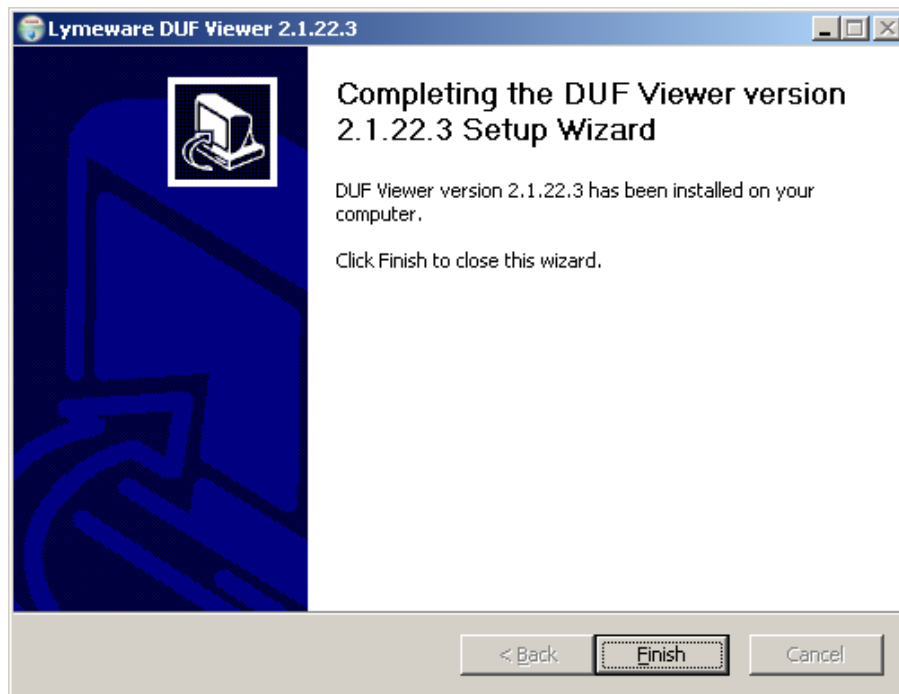 Lymeware DUF Viewer 2.1.22.3
Completing the DUF Viewer version
2.1.22.3 Setup Wizard
DUF Viewer version 2.1.22.3 has been installed on your
computer.
Click Finish to close this wizard.
< Back
Finish
Cancel